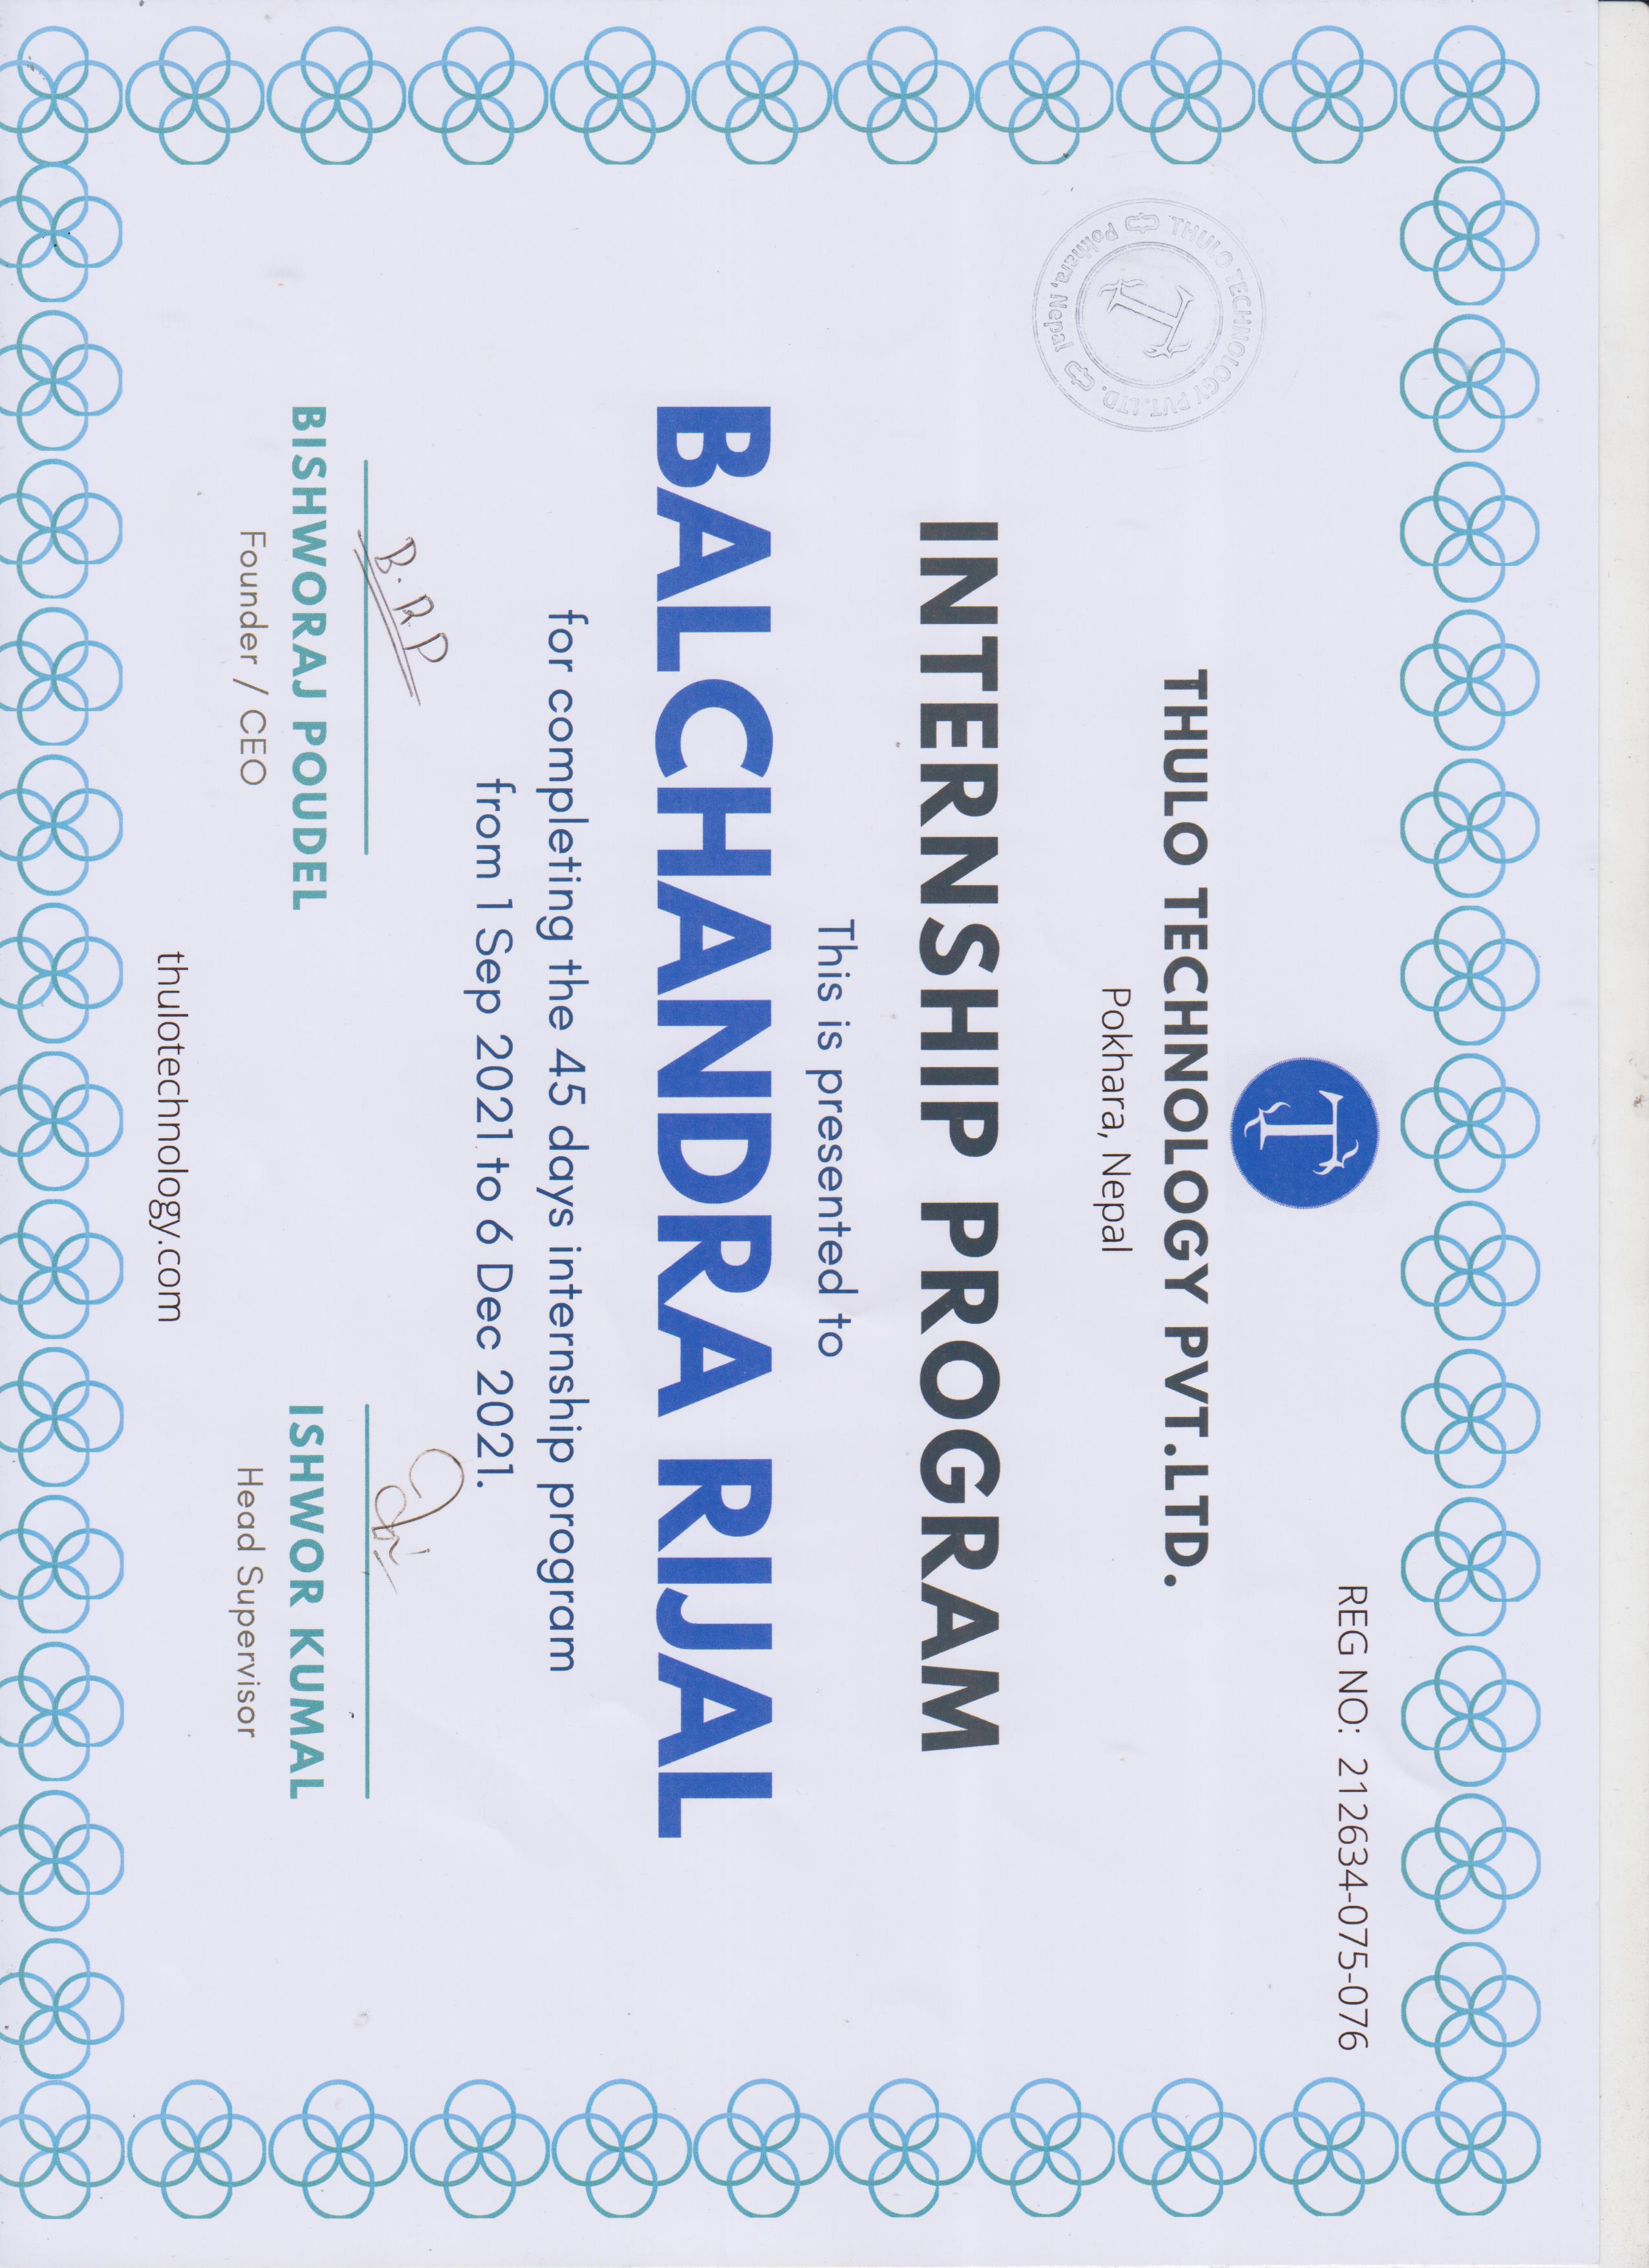 REG NO: 212634-075-076
T
THULO TECHNOLOGY PVT.LTD.
Pokhara, Nepal
THULO TECHNOLOGY PVT.LTD.
T
Pokhara, Nepal
INTERNSHIP PROGRAM
This is presented to
BALCHANDRA RIJAL
for completing the 45 days internship program
from 1 Sep 2021 to 6 Dec 2021.
B.RP
BISHWORAJ POUDEL
Founder / CEO
ISHWOR KUMAL
Head Supervisor
thulotechnology.com